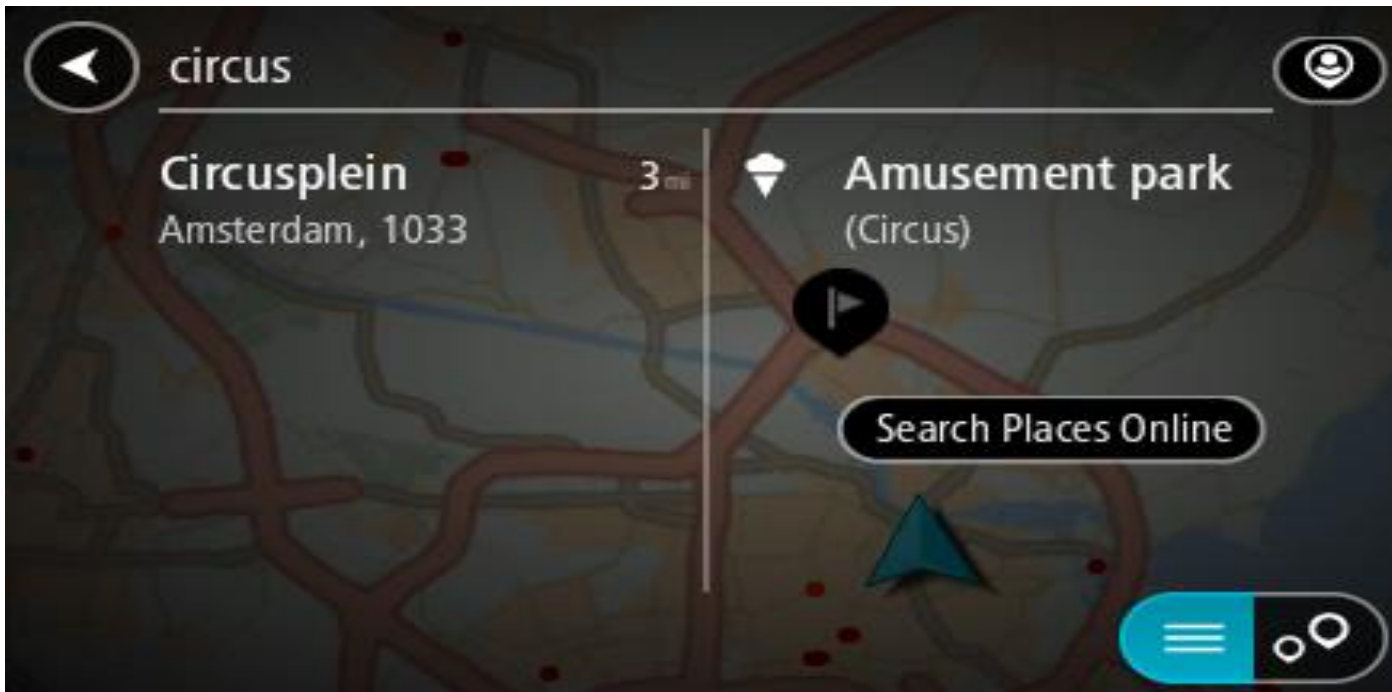 circus
Circusplein 3 mi
Amsterdam, 1033
Amusement park
(Circus)
Search Places Online